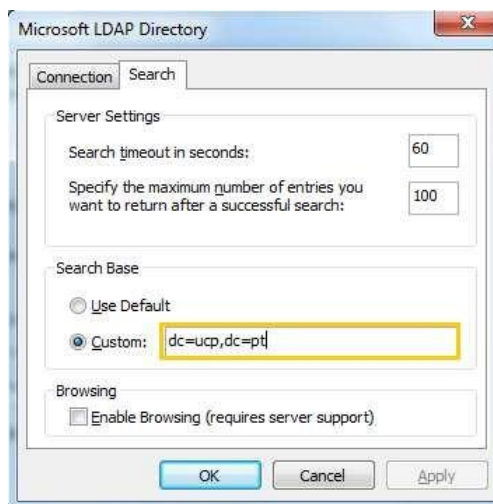 Microsoft LDAP Directory
Connection
Search
Server Settings
Search timeout in seconds:
60
Specify the maximum number of entries you
want to return after a successful search:
100
Search Base
Use Default
Custom:
dc=ucp,dc=pt
Browsing
Enable Browsing (requires server support)
OK
Cancel
Apply